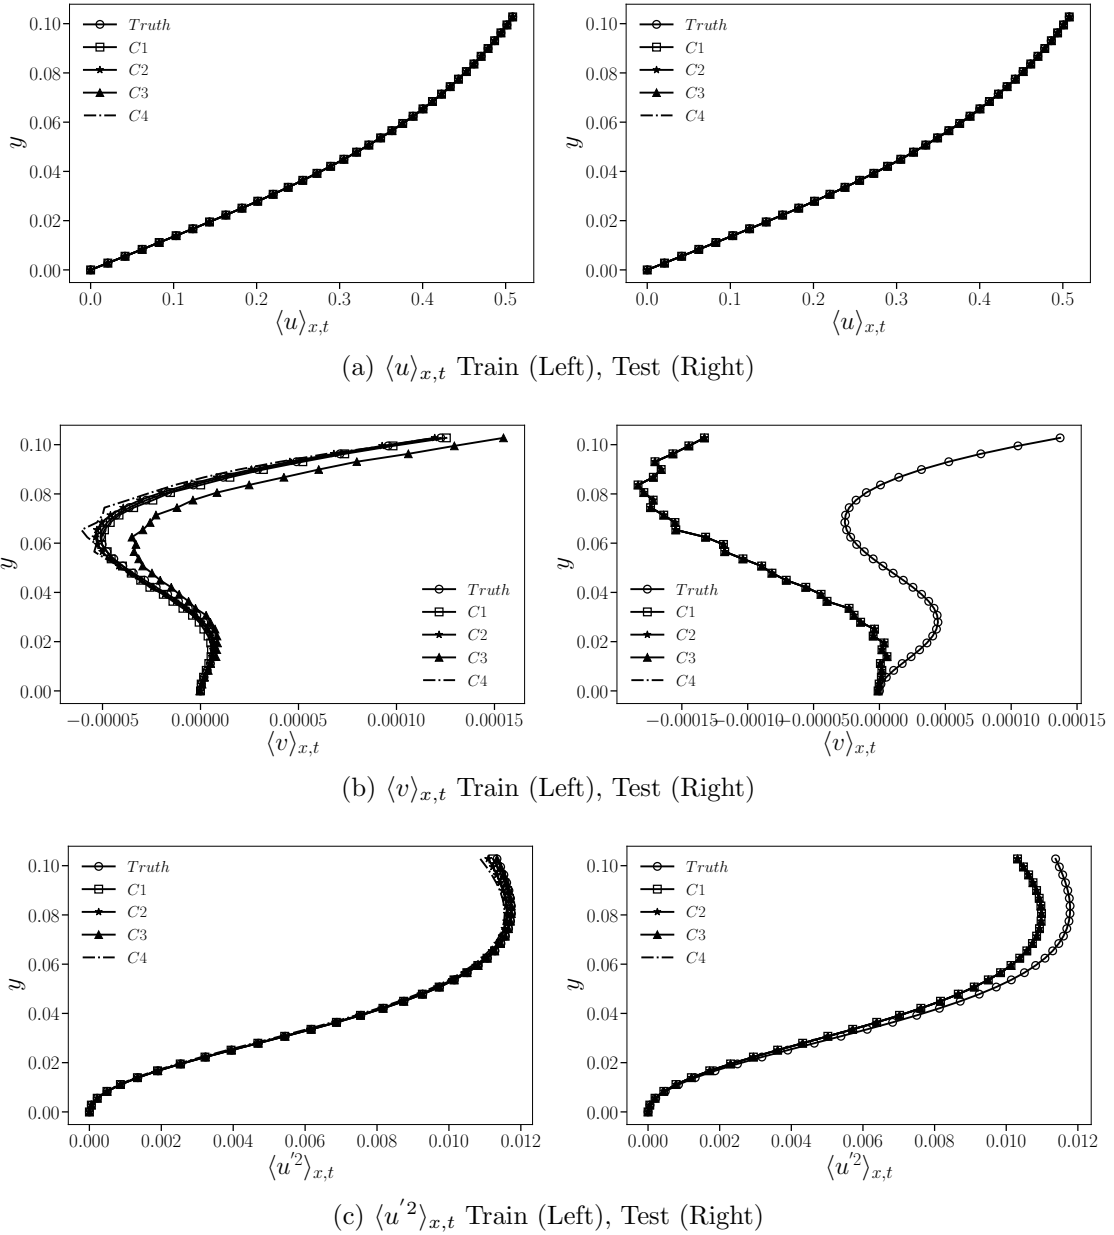 0.10
0.08
0.06
0.04
0.02
0.00
y
Truth
C1
C2
C3
C4
0.0 0.1 0.2 0.3 0.4 0.5
⟨u⟩x,t
0.10
0.08
0.06
0.04
0.02
0.00
y
Truth
C1
C2
C3
C4
0.0 0.1 0.2 0.3 0.4 0.5
⟨u⟩x,t
(a) ⟨u⟩x,t Train (Left), Test (Right)
0.10
0.08
0.06
0.04
0.02
0.00
y
Truth
C1
C2
C3
C4
−0.00005 0.00000 0.00005 0.00010 0.00015
⟨v⟩x,t
0.10
0.08
0.06
0.04
0.02
0.00
y
Truth
C1
C2
C3
C4
−0.00015 −0.00010 −0.00005 0.00000 0.00005 0.00010 0.00015
⟨v⟩x,t
(b) ⟨v⟩x,t Train (Left), Test (Right)
0.10
0.08
0.06
0.04
0.02
0.00
y
Truth
C1
C2
C3
C4
0.000 0.002 0.004 0.006 0.008 0.010 0.012
⟨u′2⟩x,t
0.10
0.08
0.06
0.04
0.02
0.00
y
Truth
C1
C2
C3
C4
0.000 0.002 0.004 0.006 0.008 0.010 0.012
⟨u′2⟩x,t
(c) ⟨u′2⟩x,t Train (Left), Test (Right)